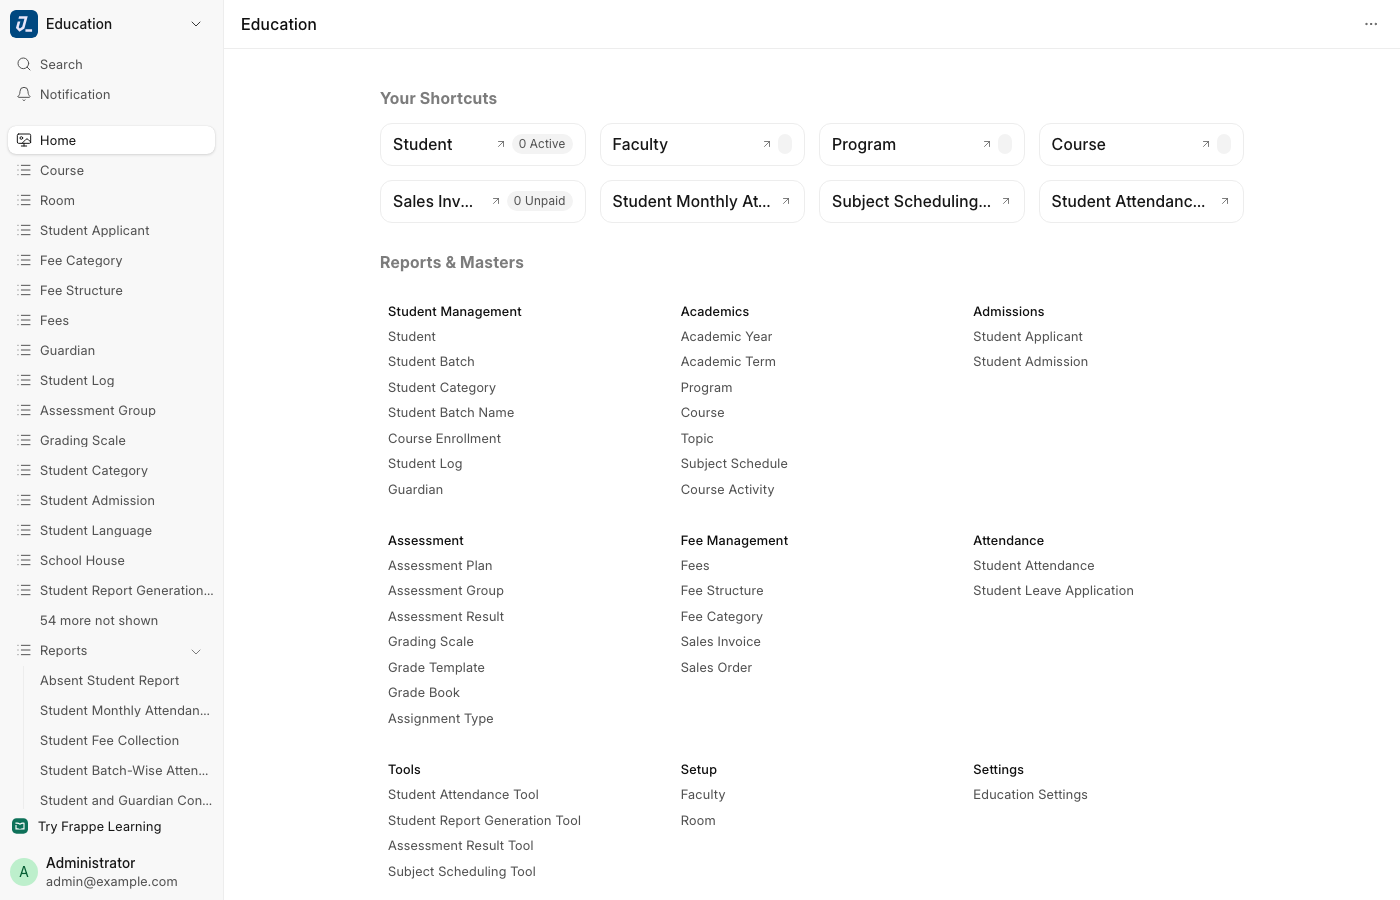 Education
Search
Notification
Home
Course
Room
Student Applicant
Fee Category
Fee Structure
Fees
Guardian
Student Log
Assessment Group
Grading Scale
Student Category
Student Admission
Student Language
School House
Student Report Generation...
54 more not shown
Reports
Absent Student Report
Student Monthly Attendan...
Student Fee Collection
Student Batch-Wise Atten...
Student and Guardian Con...
Try Frappe Learning
A
Administrator
admin@example.com
Education
Your Shortcuts
Student 0 Active
Faculty
Program
Course
Sales Inv... 0 Unpaid
Student Monthly At...
Subject Scheduling...
Student Attendanc...
Reports & Masters
Student Management
Student
Student Batch
Student Category
Student Batch Name
Course Enrollment
Student Log
Guardian
Academics
Academic Year
Academic Term
Program
Course
Topic
Subject Schedule
Course Activity
Admissions
Student Applicant
Student Admission
Assessment
Assessment Plan
Assessment Group
Assessment Result
Grading Scale
Grade Template
Grade Book
Assignment Type
Fee Management
Fees
Fee Structure
Fee Category
Sales Invoice
Sales Order
Attendance
Student Attendance
Student Leave Application
Tools
Student Attendance Tool
Student Report Generation Tool
Assessment Result Tool
Subject Scheduling Tool
Setup
Faculty
Room
Settings
Education Settings